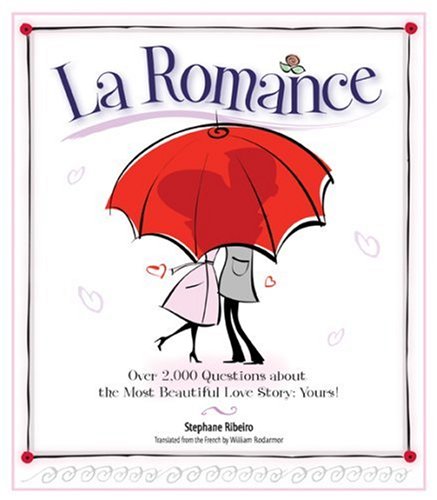 La Romance
Over 2,000 Questions about
the Most Beautiful Love Story: Yours!
Stephane Ribeiro
Translated from the French by William Rodarmor